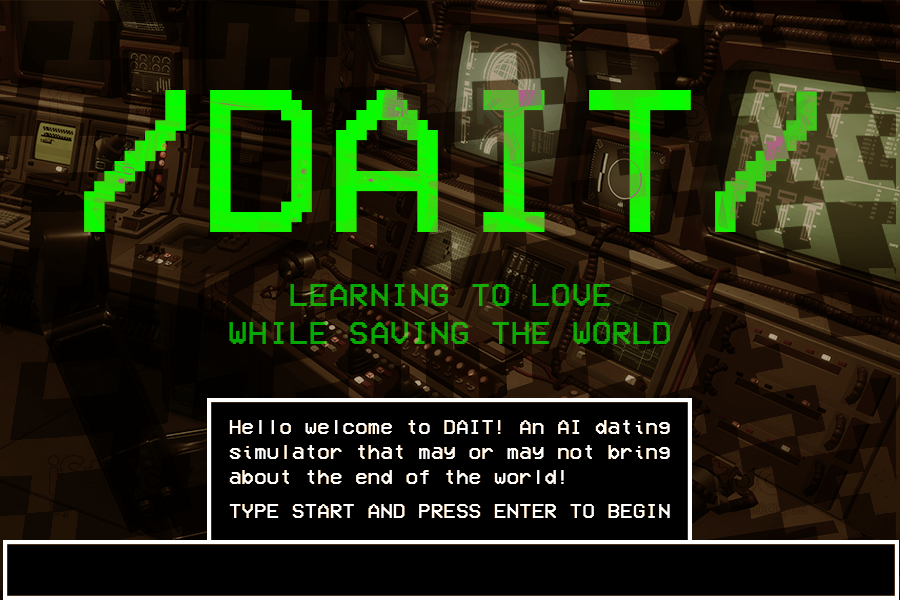 /DAIT/
LEARNING TO LOVE
WHILE SAVING THE WORLD
Hello welcome to DAIT! An AI dating
simulator that may or may not bring
about the end of the world!
TYPE START AND PRESS ENTER TO BEGIN